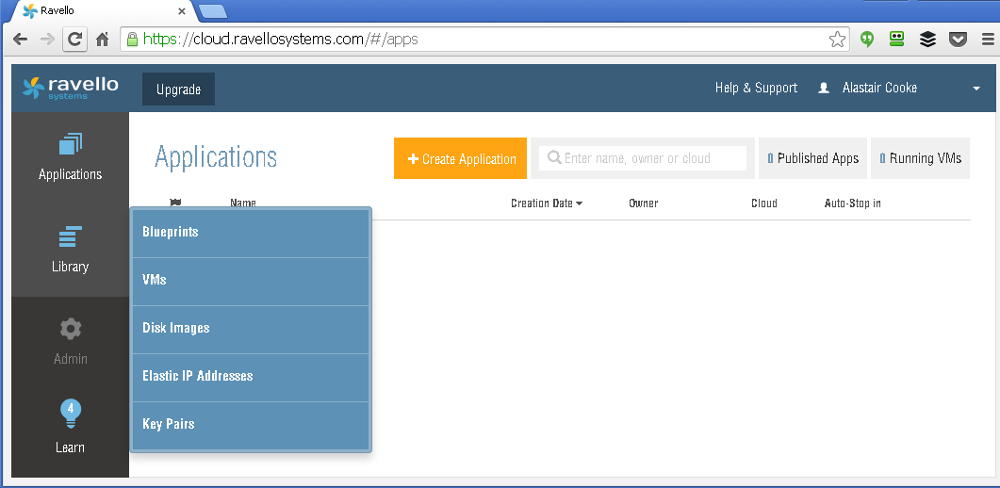 Ravello
https://cloud.ravellosystems.com/#/apps
ravello
systems
Upgrade
Help & Support
Alastair Cooke
Applications
Library
Admin
4
Learn
Applications
+ Create Application
Enter name, owner or cloud
0 Published Apps
0 Running VMs
Name
Creation Date
Owner
Cloud
Auto-Stop in
Blueprints
VMs
Disk Images
Elastic IP Addresses
Key Pairs